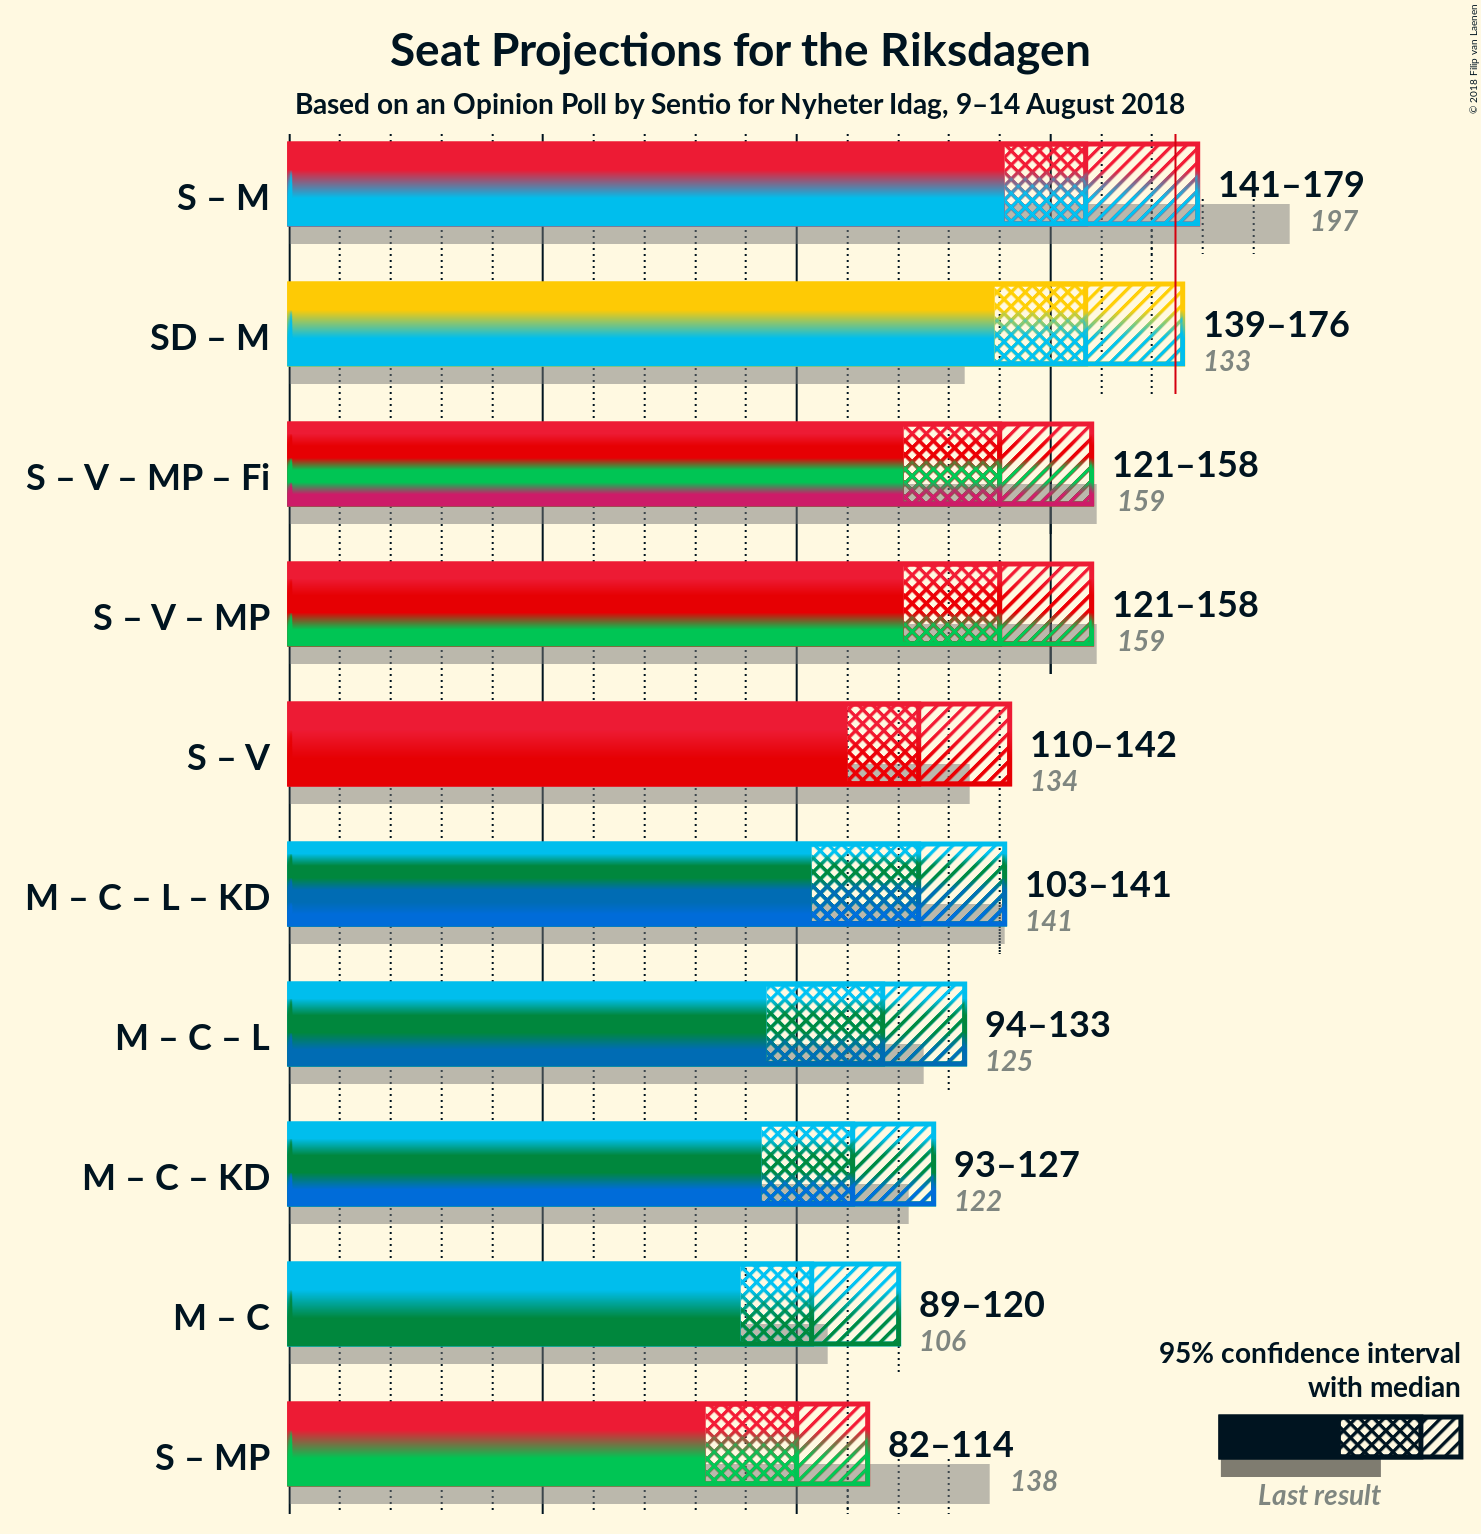 Seat Projections for the Riksdagen
Based on an Opinion Poll by Sentio for Nyheter Idag, 9–14 August 2018
© 2018 Filip van Laenen
S – M
141–179
197
SD – M
139–176
133
S – V – MP – Fi
121–158
159
S – V – MP
121–158
159
S – V
110–142
134
M – C – L – KD
103–141
141
M – C – L
94–133
125
M – C – KD
93–127
122
M – C
89–120
106
S – MP
82–114
138
95% confidence interval
with median
Last result